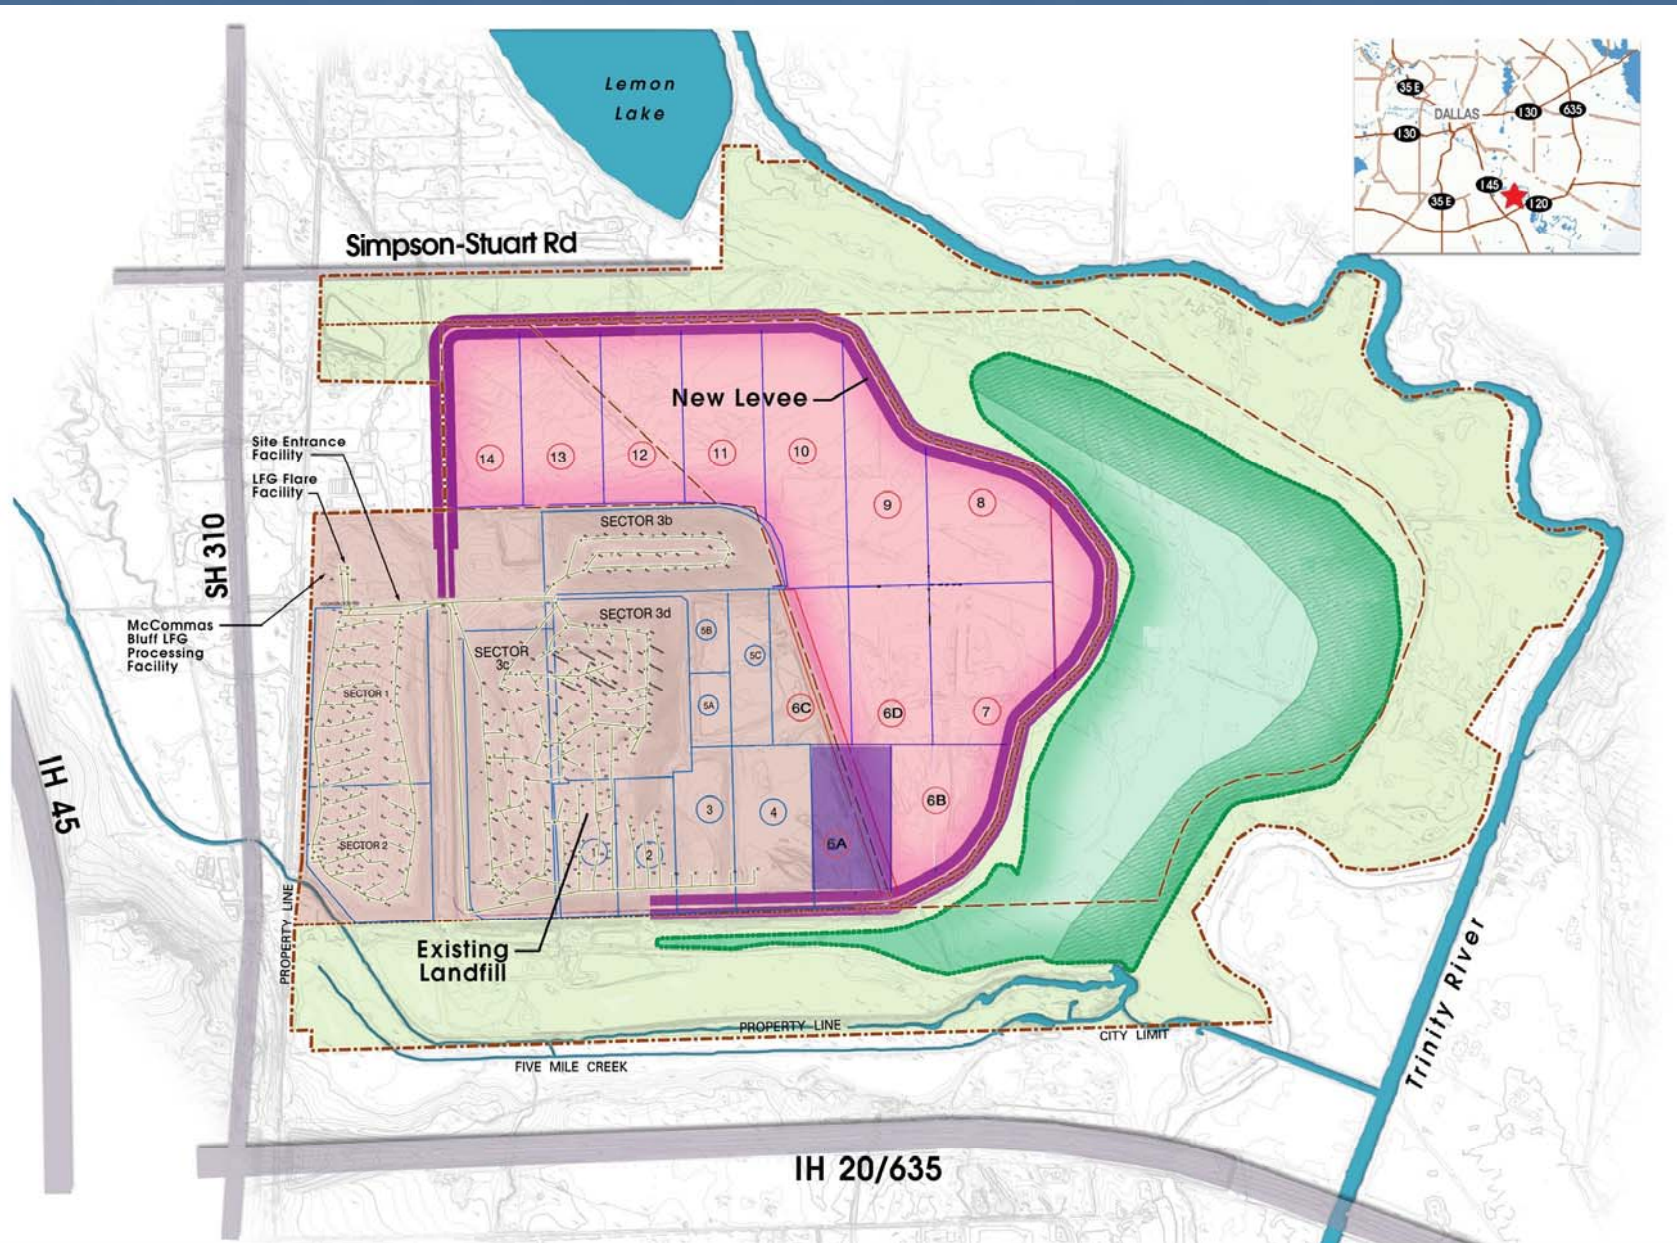 Lemon
Lake
35 E
DALLAS
I 30
635
I 30
I 45
35 E
I 20
Simpson-Stuart Rd
New Levee
Site Entrance
Facility
LFG Flare
Facility
14
13
12
11
10
9
8
SECTOR 3b
SH 310
McCommas
Bluff LFG
Processing
Facility
SECTOR 3d
SECTOR
3c
5B
5C
5A
SECTOR 1
6C
6D
7
IH 45
3
4
6B
6A
SECTOR 2
1
2
PROPERTY LINE
Existing
Landfill
Trinity River
PROPERTY LINE
CITY LIMIT
FIVE MILE CREEK
IH 20/635